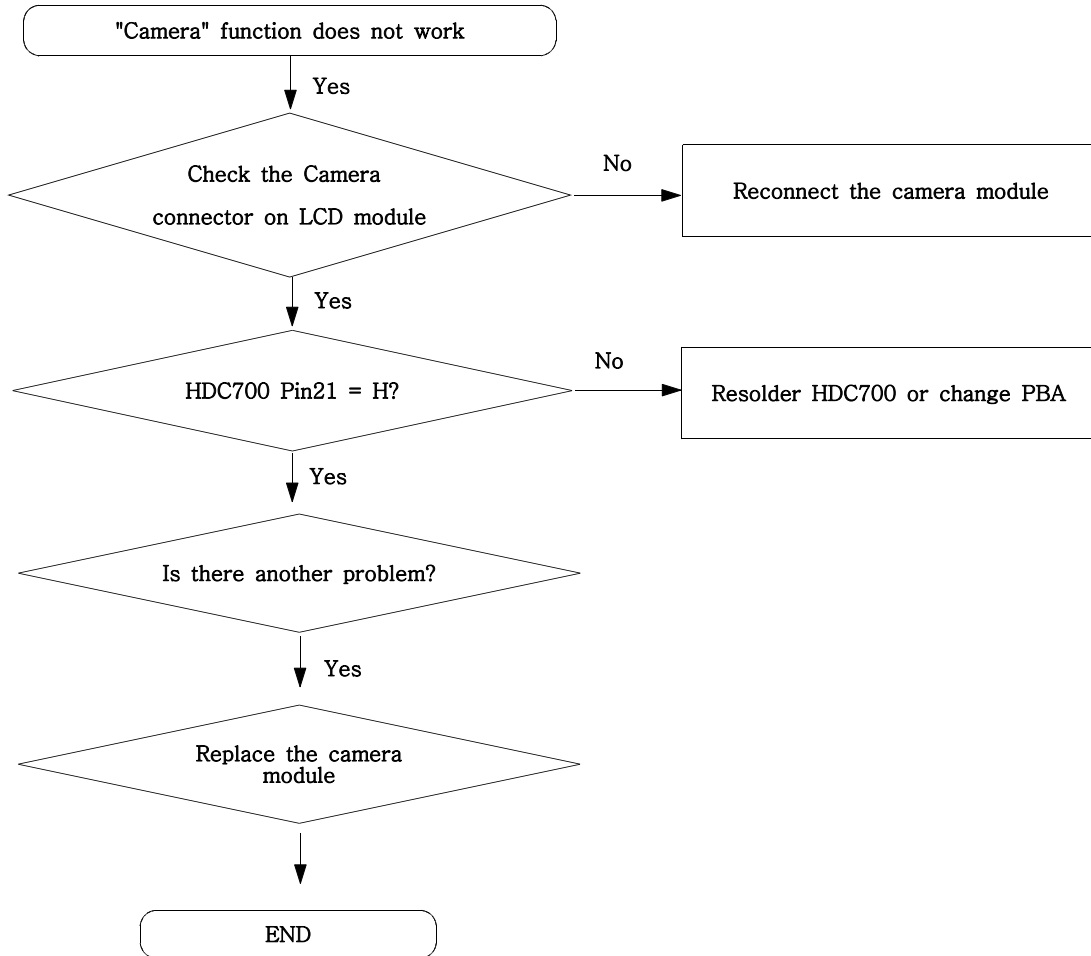 "Camera" function does not work
Yes
Check the Camera
connector on LCD module
No
Reconnect the camera module
Yes
HDC700 Pin21 = H?
No
Resolder HDC700 or change PBA
Yes
Is there another problem?
Yes
Replace the camera
module
END